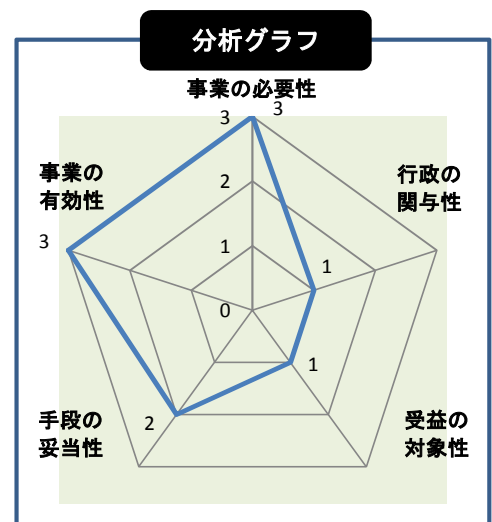 分析グラフ
事業の必要性
3
3
事業の
有効性
行政の
関与性
2
3
1
1
0
1
2
手段の
妥当性
受益の
対象性